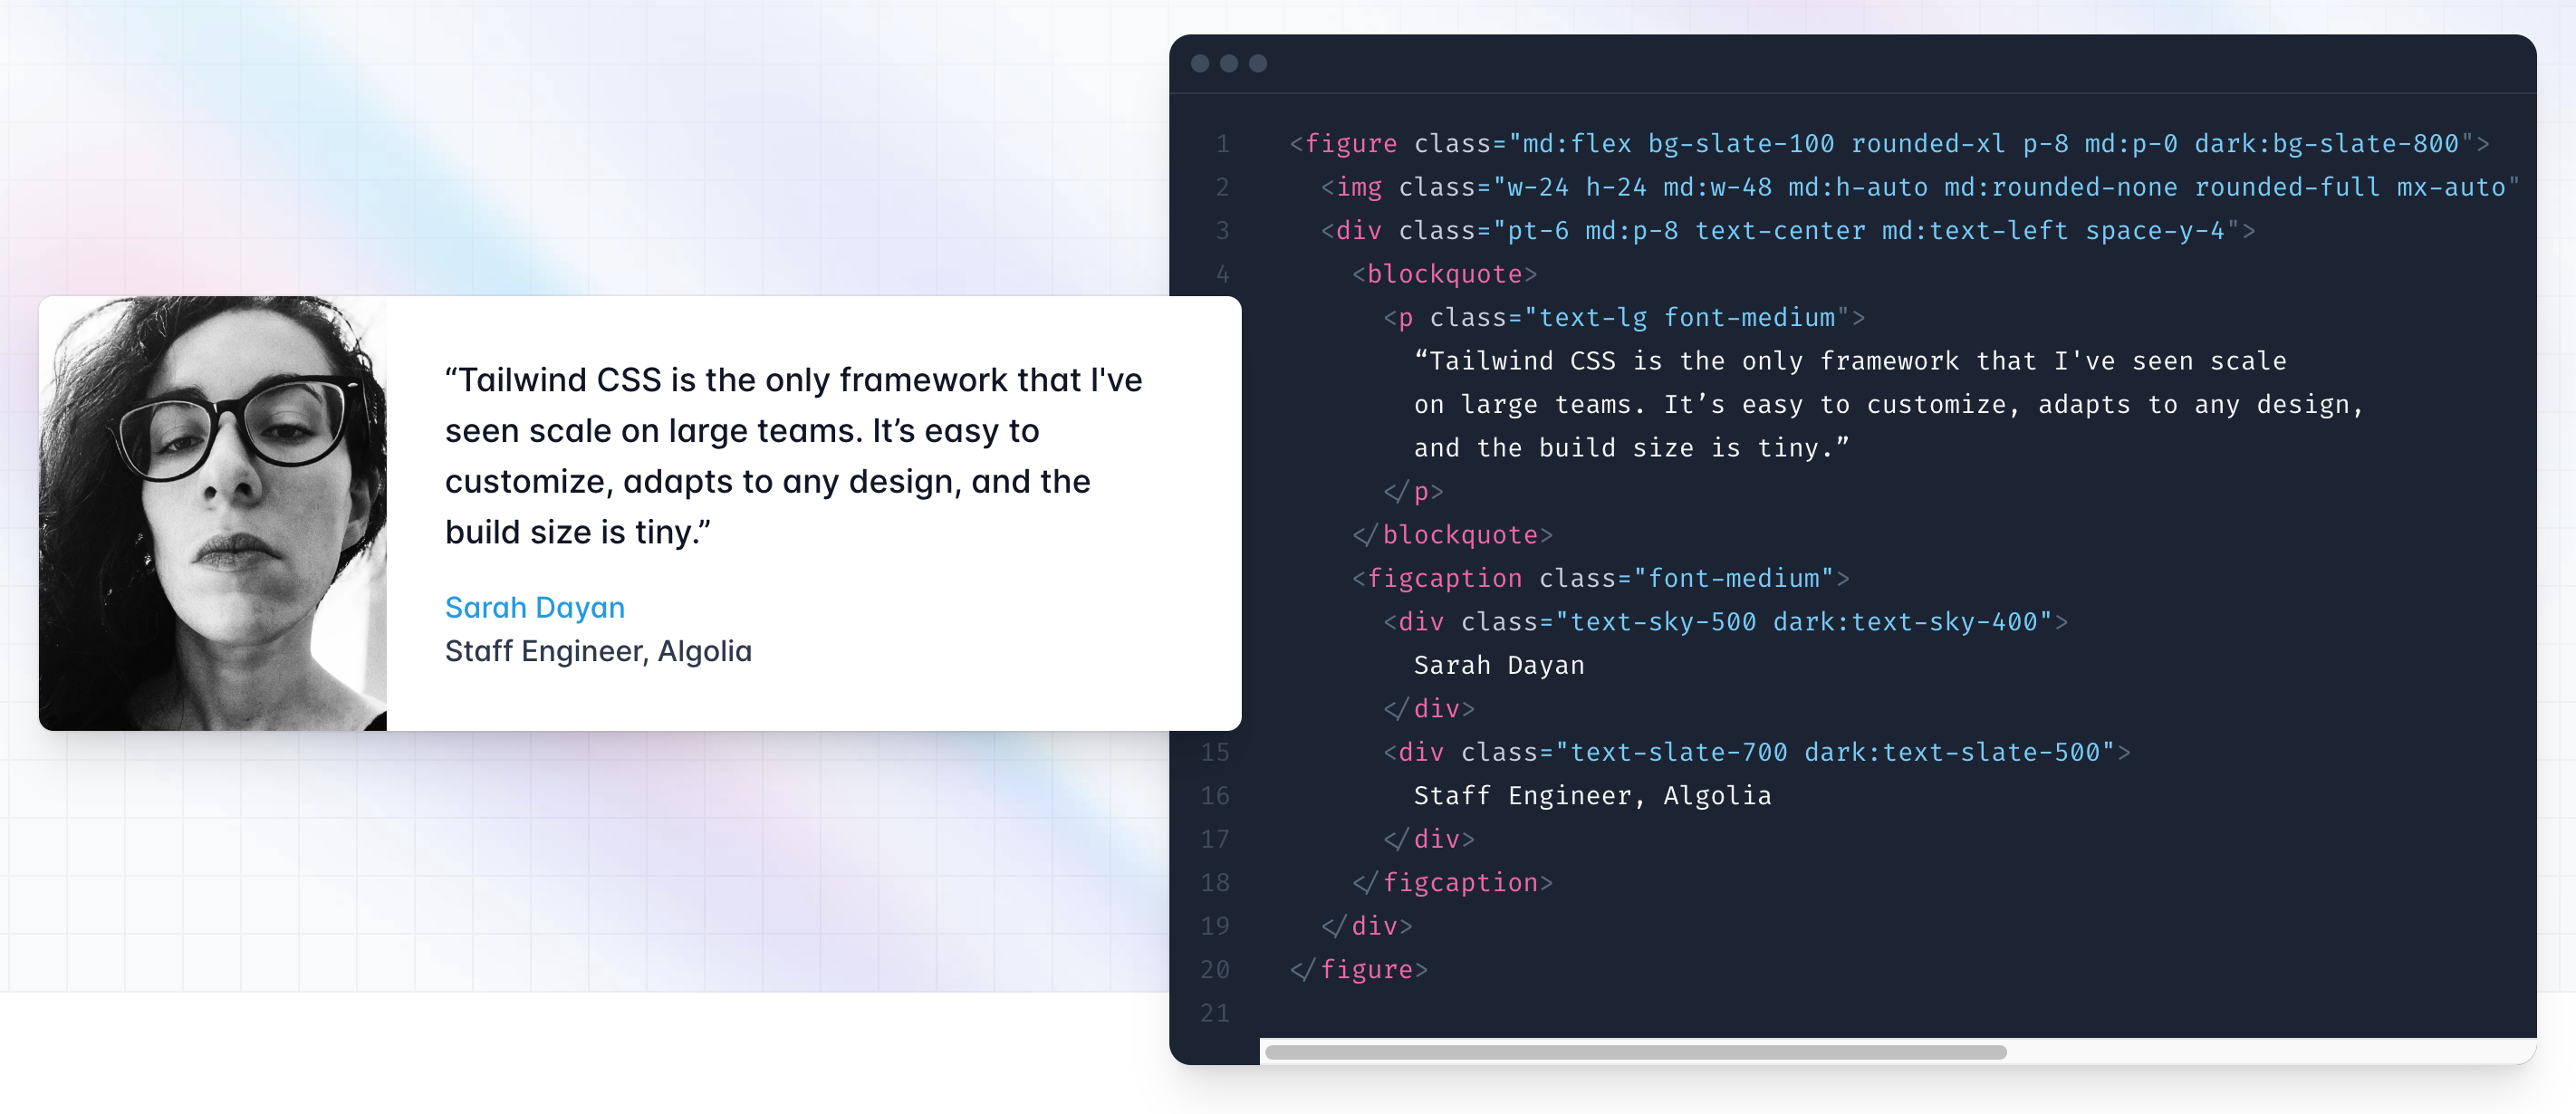 “Tailwind CSS is the only framework that I've
seen scale on large teams. It’s easy to
customize, adapts to any design, and the
build size is tiny.”
Sarah Dayan
Staff Engineer, Algolia
1 <figure class="md:flex bg-slate-100 rounded-xl p-8 md:p-0 dark:bg-slate-800">
2 <img class="w-24 h-24 md:w-48 md:h-auto md:rounded-none rounded-full mx-auto"
3 <div class="pt-6 md:p-8 text-center md:text-left space-y-4">
4 <blockquote>
<p class="text-lg font-medium">
“Tailwind CSS is the only framework that I've seen scale
on large teams. It’s easy to customize, adapts to any design,
and the build size is tiny.”
</p>
</blockquote>
<figcaption class="font-medium">
<div class="text-sky-500 dark:text-sky-400">
Sarah Dayan
</div>
15 <div class="text-slate-700 dark:text-slate-500">
16 Staff Engineer, Algolia
17 </div>
18 </figcaption>
19 </div>
20 </figure>
21